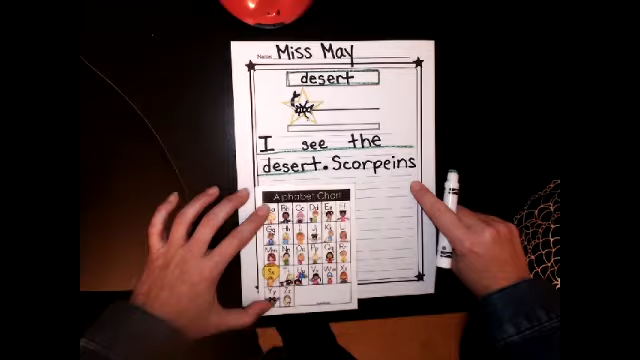 Name: Miss May
desert
I see the
desert. Scorpeins
Alphabet Chart